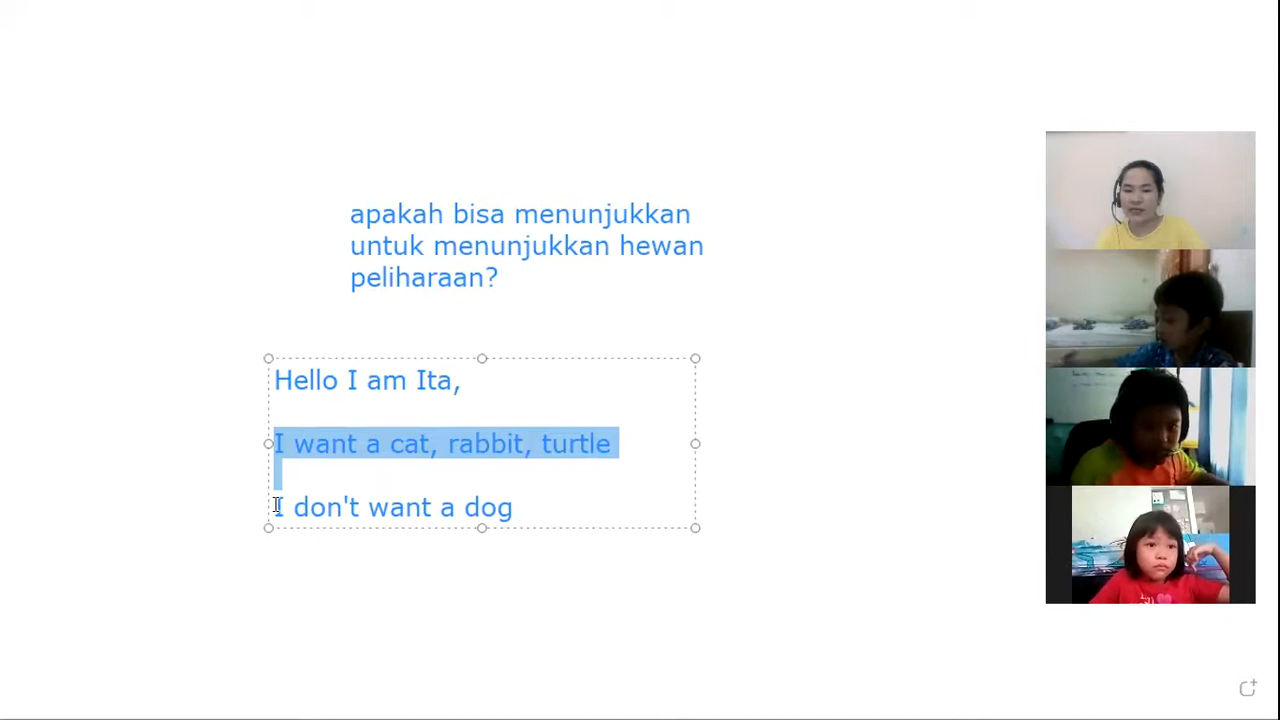 apakah bisa menunjukkan
untuk menunjukkan hewan
peliharaan?
Hello I am Ita,
I want a cat, rabbit, turtle
I don't want a dog